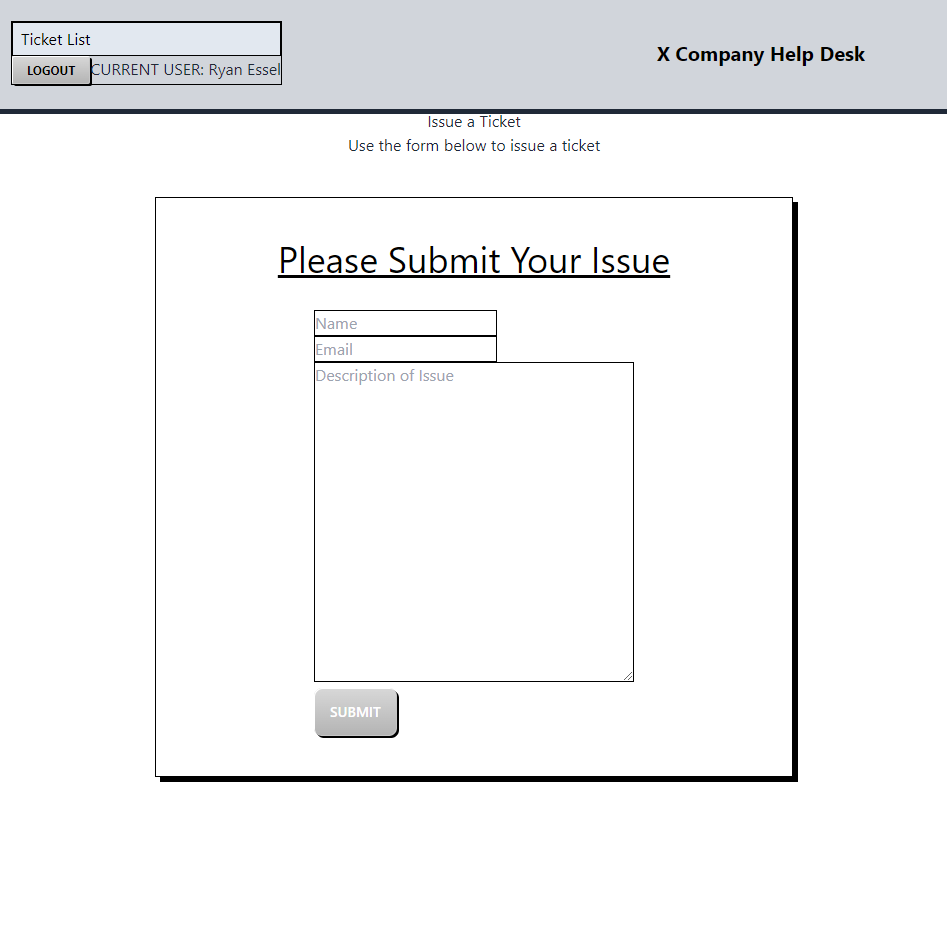 Ticket List
LOGOUT CURRENT USER: Ryan Essel
X Company Help Desk
Issue a Ticket
Use the form below to issue a ticket
Please Submit Your Issue
Name
Email
Description of Issue
SUBMIT